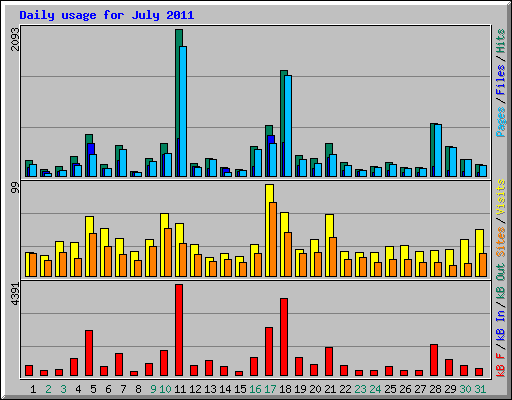 Daily usage for July 2011
2093
Pages / Files / Hits
99
Sites / Visits
4391
kB F / kB In / kB Out
1 2 3 4 5 6 7 8 9 10 11 12 13 14 15 16 17 18 19 20 21 22 23 24 25 26 27 28 29 30 31